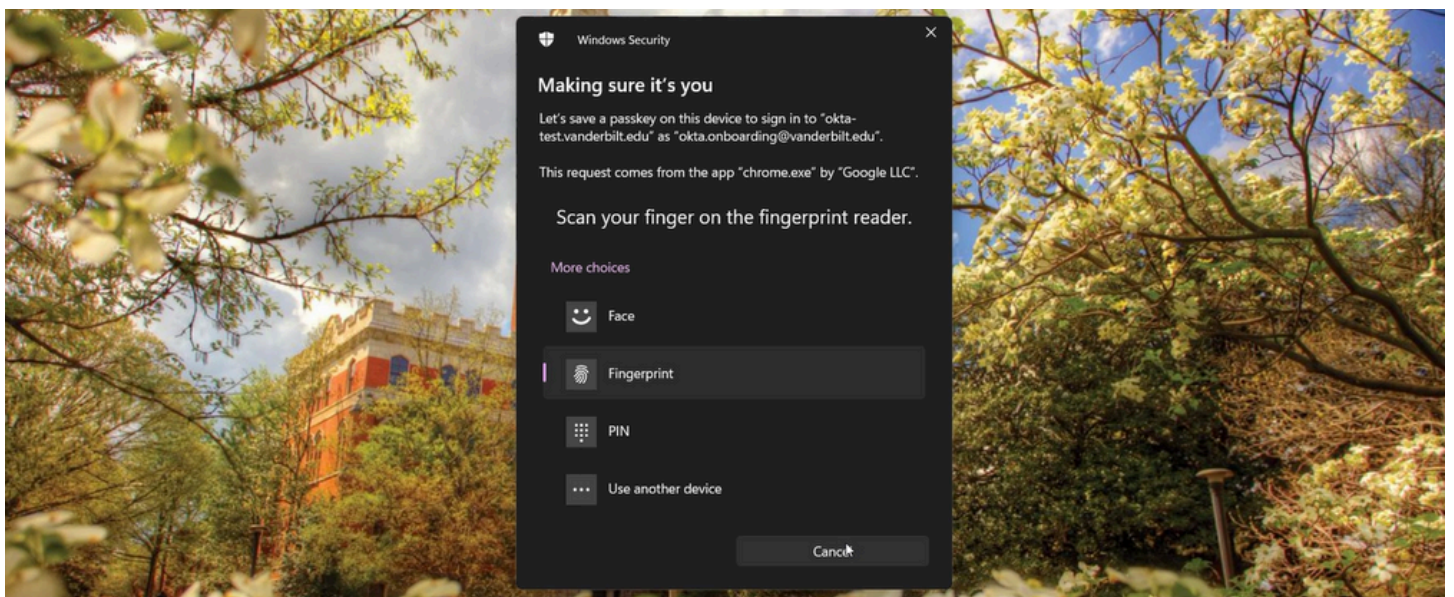 Windows Security
Making sure it's you
Let's save a passkey on this device to sign in to "okta-
test.vanderbilt.edu" as "okta.onboarding@vanderbilt.edu".
This request comes from the app "chrome.exe" by "Google LLC".
Scan your finger on the fingerprint reader.
More choices
Face
Fingerprint
PIN
Use another device
Cancel